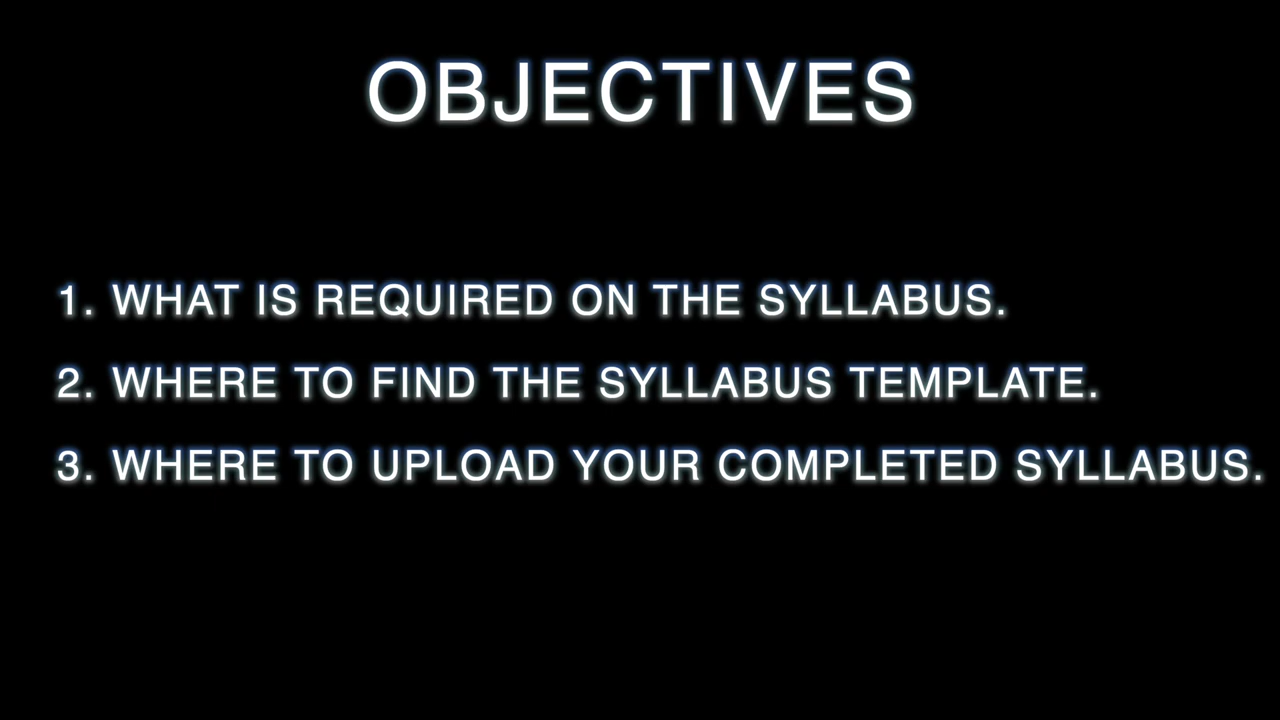 OBJECTIVES
1. WHAT IS REQUIRED ON THE SYLLABUS.
2. WHERE TO FIND THE SYLLABUS TEMPLATE.
3. WHERE TO UPLOAD YOUR COMPLETED SYLLABUS.